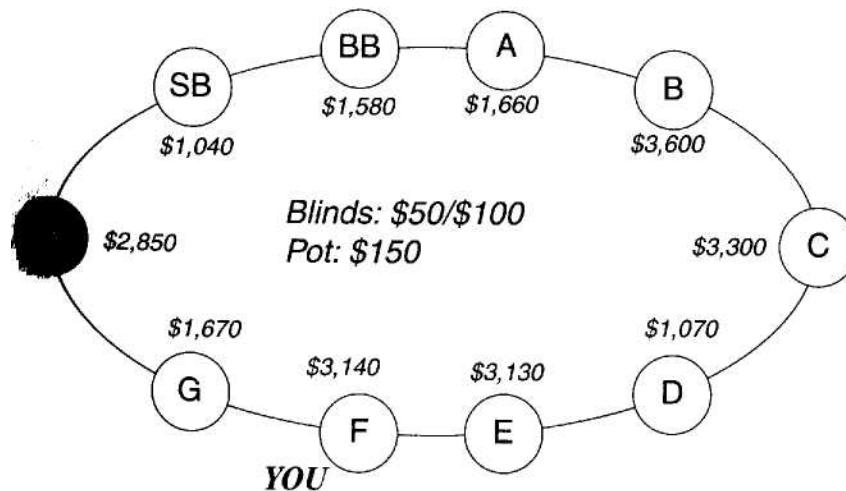 BB
A
SB
B
$1,580
$1,660
$1,040
$3,600
Blinds: $50/$100
Pot: $150
$2,850
$3,300
C
$1,670
$1,070
$3,140
$3,130
G
D
F
E
YOU